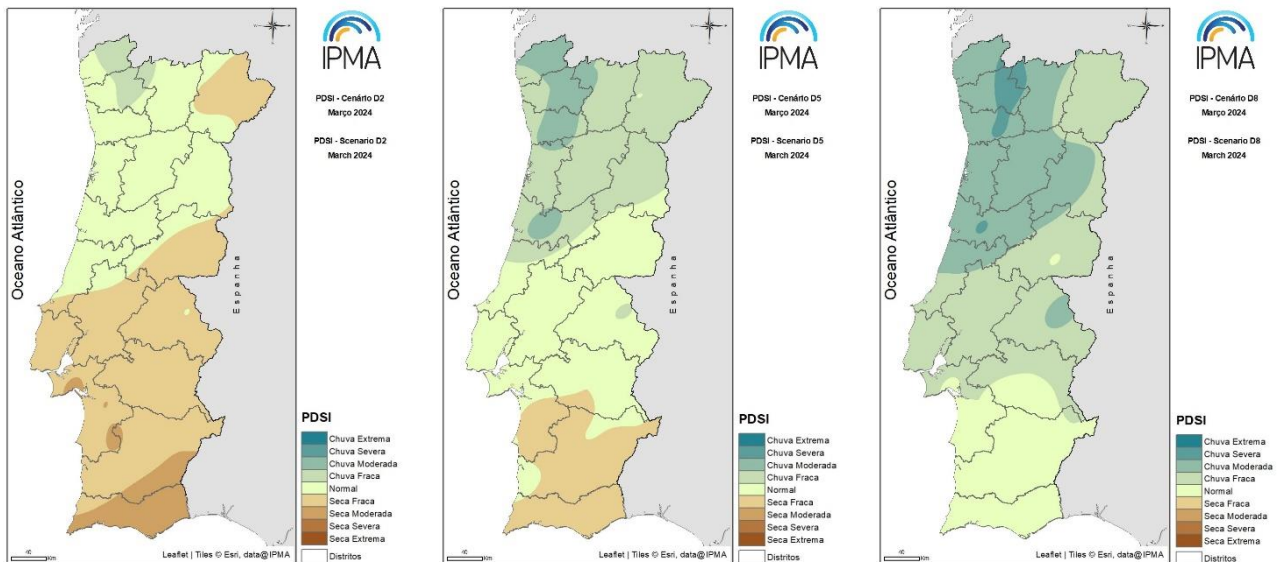 IPMA
PDSI - Cenário D2
Março 2024
PDSI - Scenario D2
March 2024
Oceano Atlântico
Espanha
PDSI
Chuva Extrema
Chuva Severa
Chuva Moderada
Chuva Fraca
Normal
Seca Fraca
Seca Moderada
Seca Severa
Seca Extrema
Distritos
40
Km
Leaflet | Tiles © Esri, data@IPMA
IPMA
PDSI - Cenário D5
Março 2024
PDSI - Scenario D5
March 2024
Oceano Atlântico
Espanha
PDSI
Chuva Extrema
Chuva Severa
Chuva Moderada
Chuva Fraca
Normal
Seca Fraca
Seca Moderada
Seca Severa
Seca Extrema
Distritos
40
Km
Leaflet | Tiles © Esri, data@IPMA
IPMA
PDSI - Cenário D8
Março 2024
PDSI - Scenario D8
March 2024
Oceano Atlântico
Espanha
PDSI
Chuva Extrema
Chuva Severa
Chuva Moderada
Chuva Fraca
Normal
Seca Fraca
Seca Moderada
Seca Severa
Seca Extrema
Distritos
40
Km
Leaflet | Tiles © Esri, data@IPMA